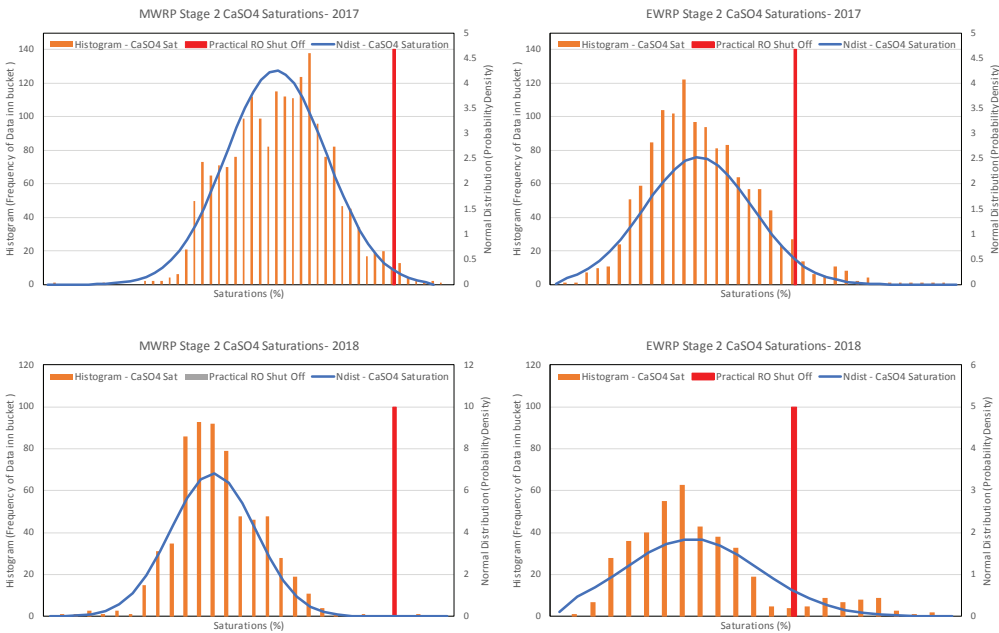 MWRP Stage 2 CaSO4 Saturations- 2017
Histogram - CaSO4 Sat
Practical RO Shut Off
Ndist - CaSO4 Saturation
Histogram (Frequency of Data inn bucket )
140
120
100
80
60
40
20
0
5
4.5
4
3.5
3
2.5
2
1.5
1
0.5
0
Normal Distribution (Probability Density)
Saturations (%)
EWRP Stage 2 CaSO4 Saturations- 2017
Histogram - CaSO4 Sat
Practical RO Shut Off
Ndist - CaSO4 Saturation
Histogram (Frequency of Data inn bucket )
140
120
100
80
60
40
20
0
5
4.5
4
3.5
3
2.5
2
1.5
1
0.5
0
Normal Distribution (Probability Density)
Saturations (%)
MWRP Stage 2 CaSO4 Saturations- 2018
Histogram - CaSO4 Sat
Practical RO Shut Off
Ndist - CaSO4 Saturation
Histogram (Frequency of Data inn bucket )
120
100
80
60
40
20
0
12
10
8
6
4
2
0
Normal Distribution (Probability Density)
Saturations (%)
EWRP Stage 2 CaSO4 Saturations- 2018
Histogram - CaSO4 Sat
Practical RO Shut Off
Ndist - CaSO4 Saturation
Histogram (Frequency of Data inn bucket )
120
100
80
60
40
20
0
6
5
4
3
2
1
0
Normal Distribution (Probability Density)
Saturations (%)